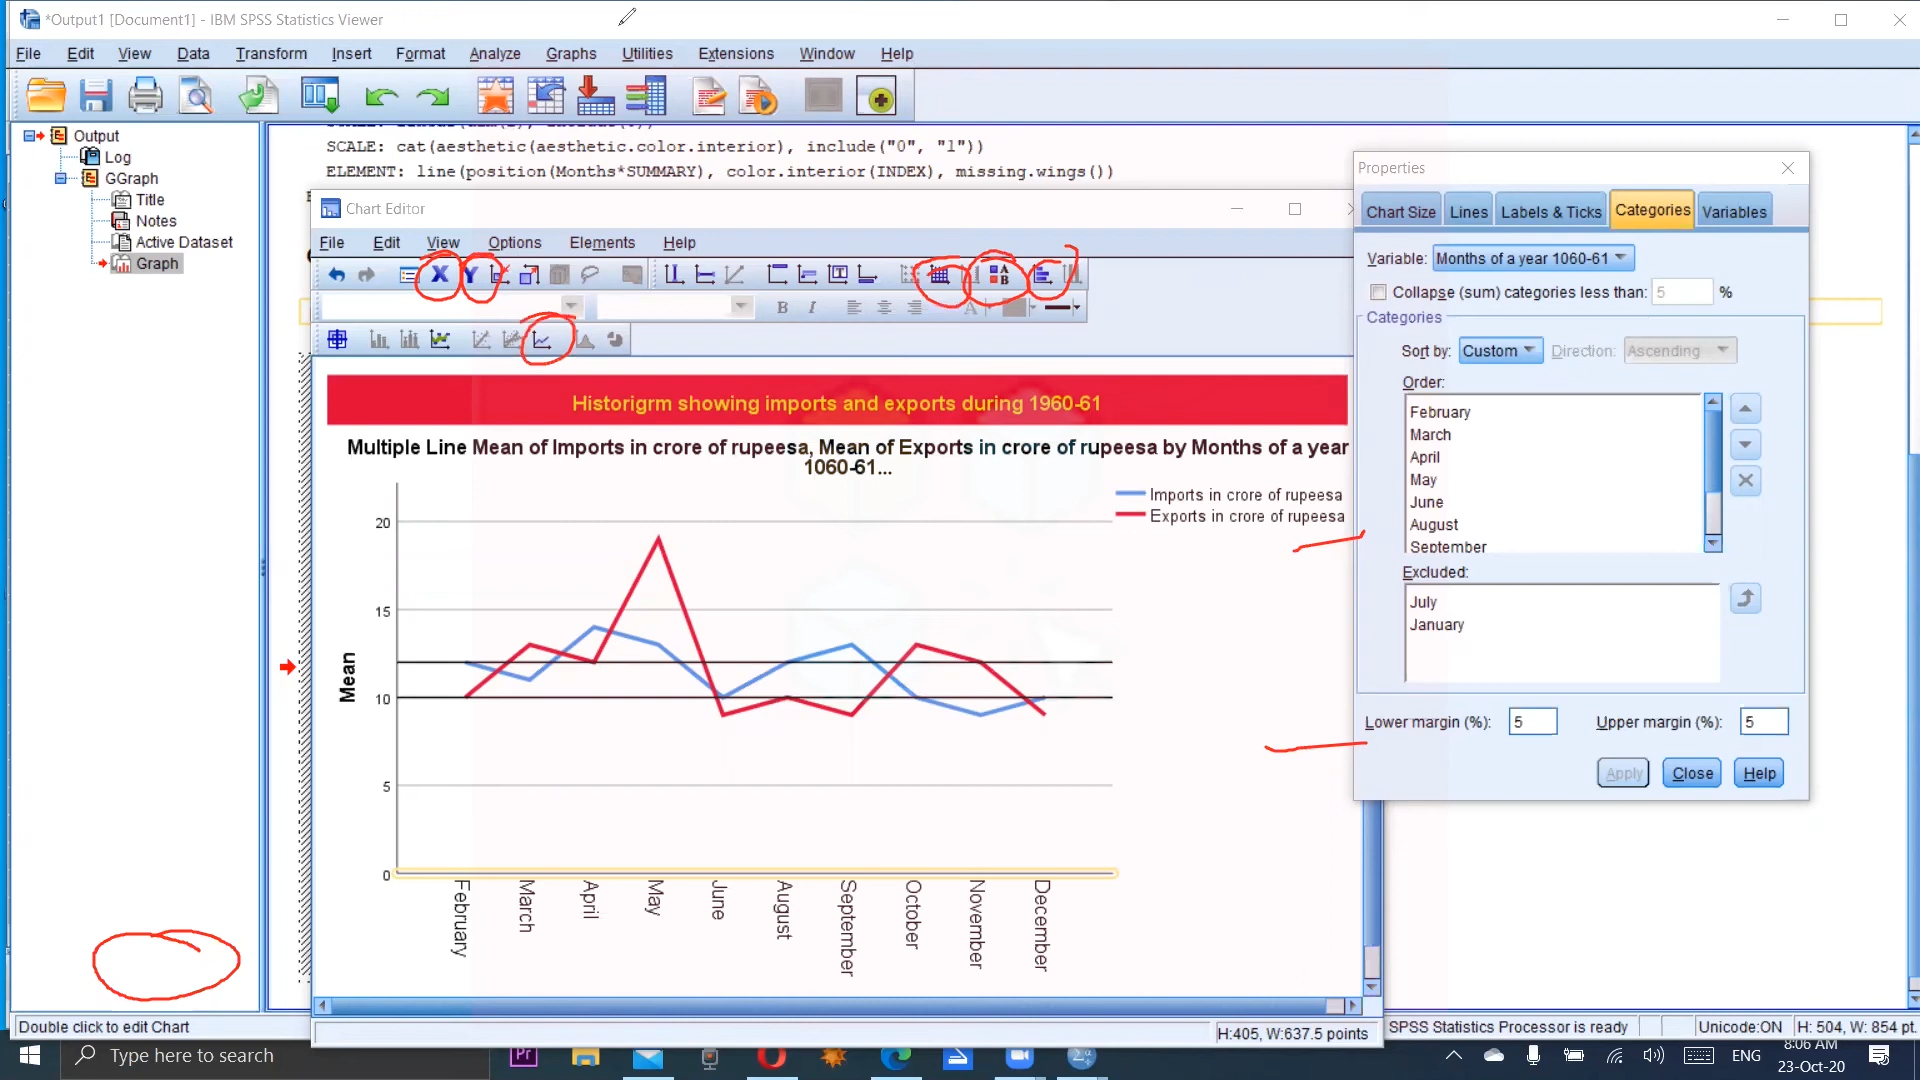 *Output1 [Document1] - IBM SPSS Statistics Viewer
File Edit View Data Transform Insert Format Analyze Graphs Utilities Extensions Window Help
Output
Log
GGraph
Title
Notes
Active Dataset
Graph
SCALE: cat(aesthetic(aesthetic.color.interior), include("0", "1"))
ELEMENT: line(position(Months*SUMMARY), color.interior(INDEX), missing.wings())
Chart Editor
File Edit View Options Elements Help
X Y
B I A
Historigrm showing imports and exports during 1960-61
Multiple Line Mean of Imports in crore of rupeesa, Mean of Exports in crore of rupeesa by Months of a year
1060-61...
Imports in crore of rupeesa
Exports in crore of rupeesa
Mean
20
15
10
5
0
February
March
April
May
June
August
September
October
November
December
H:405, W:637.5 points
Properties
Chart Size Lines Labels & Ticks Categories Variables
Variable: Months of a year 1060-61
Collapse (sum) categories less than: 5 %
Categories
Sort by: Custom Direction: Ascending
Order:
February
March
April
May
June
August
September
Excluded:
July
January
Lower margin (%): 5 Upper margin (%): 5
Apply Close Help
Double click to edit Chart
SPSS Statistics Processor is ready Unicode:ON H: 504, W: 854 pt.
Type here to search
Pr
ENG
8:06 AM
23-Oct-20